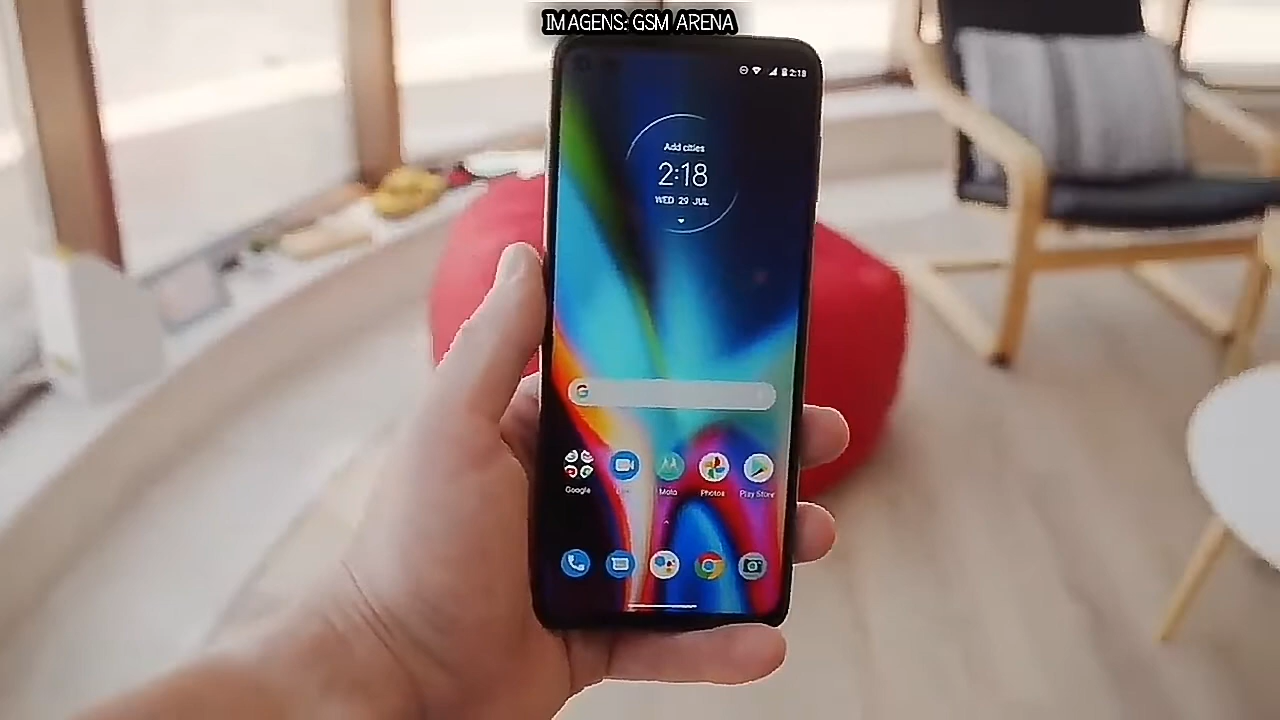 IMAGENS: GSM ARENA
2:18
Add cities
2:18
WED 29 JUL
Google
Moto
Photos
Play Store